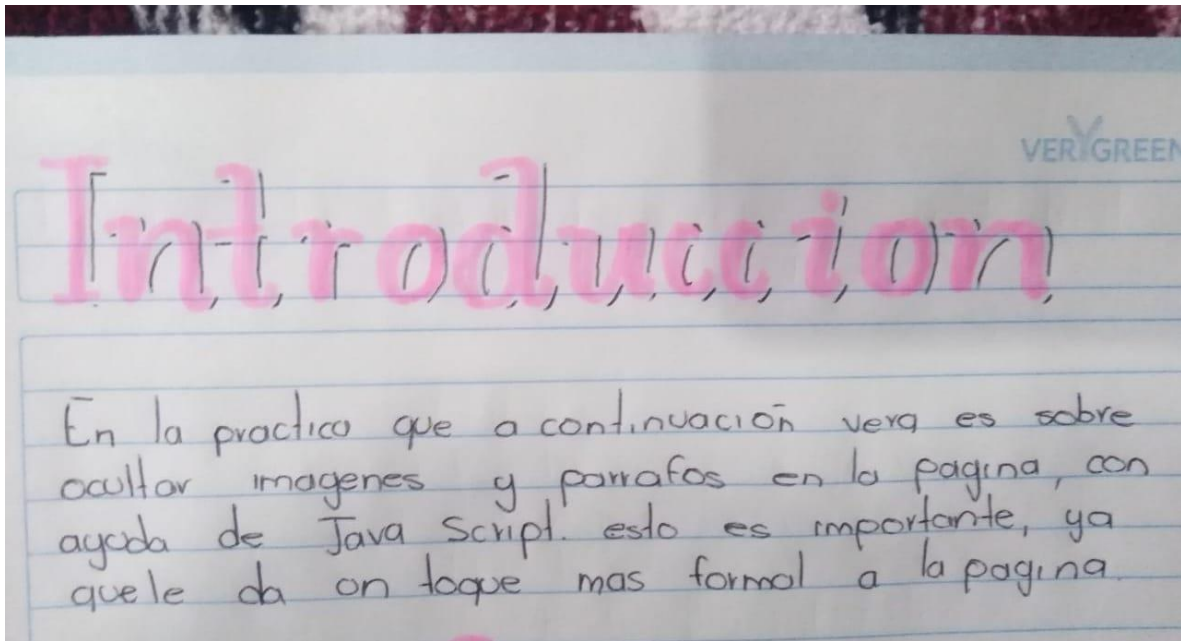 VERYGREEN
Introduccion
En la practica que a continuación vera es sobre
ocultar imagenes y parrafos en la pagina, con
ayuda de Java Script. esto es importante, ya
que le da un toque mas formal a la pagina.